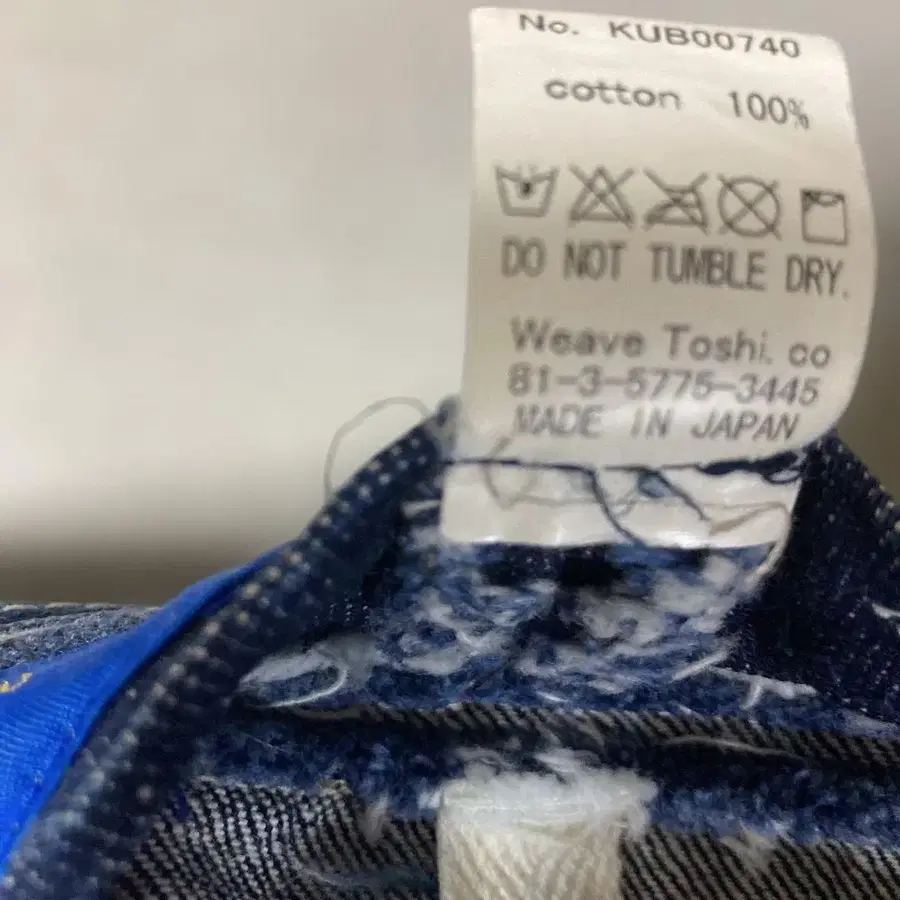 No. KUB00740
cotton 100%
DO NOT TUMBLE DRY.
Weave Toshi. co
81-3-5775-3445
MADE IN JAPAN